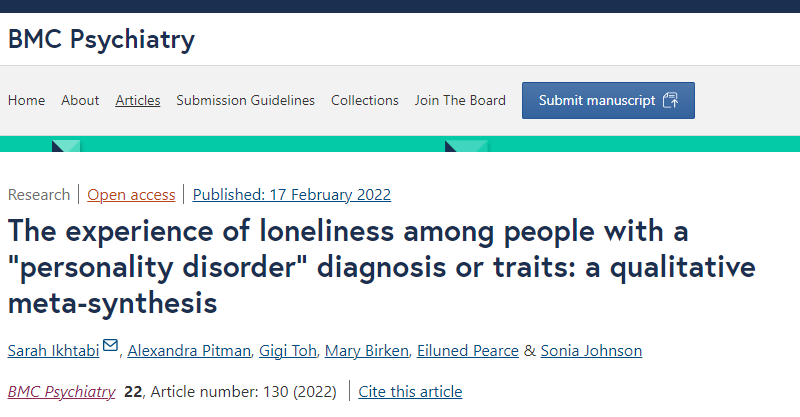 BMC Psychiatry
Home About Articles Submission Guidelines Collections Join The Board Submit manuscript
Research Open access Published: 17 February 2022
The experience of loneliness among people with a
"personality disorder" diagnosis or traits: a qualitative
meta-synthesis
Sarah Ikhtabi, Alexandra Pitman, Gigi Toh, Mary Birken, Eiluned Pearce & Sonia Johnson
BMC Psychiatry 22, Article number: 130 (2022) Cite this article